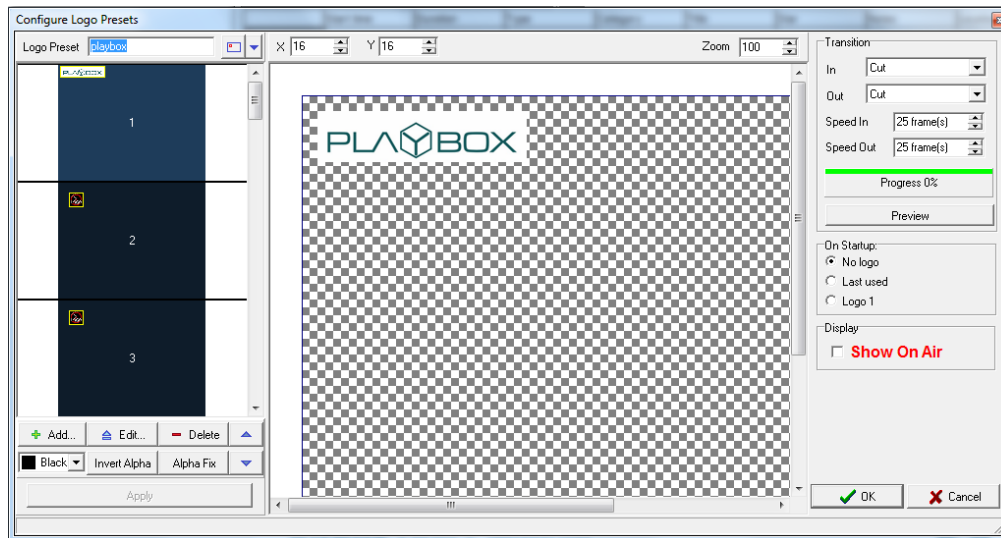 Configure Logo Presets
Logo Preset playbox
X 16 Y 16
Zoom 100
PLAYBOX
1
2
3
Add... Edit... Delete
Black Invert Alpha Alpha Fix
Apply
PLAYBOX
Transition
In Cut
Out Cut
Speed In 25 frame(s)
Speed Out 25 frame(s)
Progress 0%
Preview
On Startup:
No logo
Last used
Logo 1
Display
Show On Air
OK Cancel